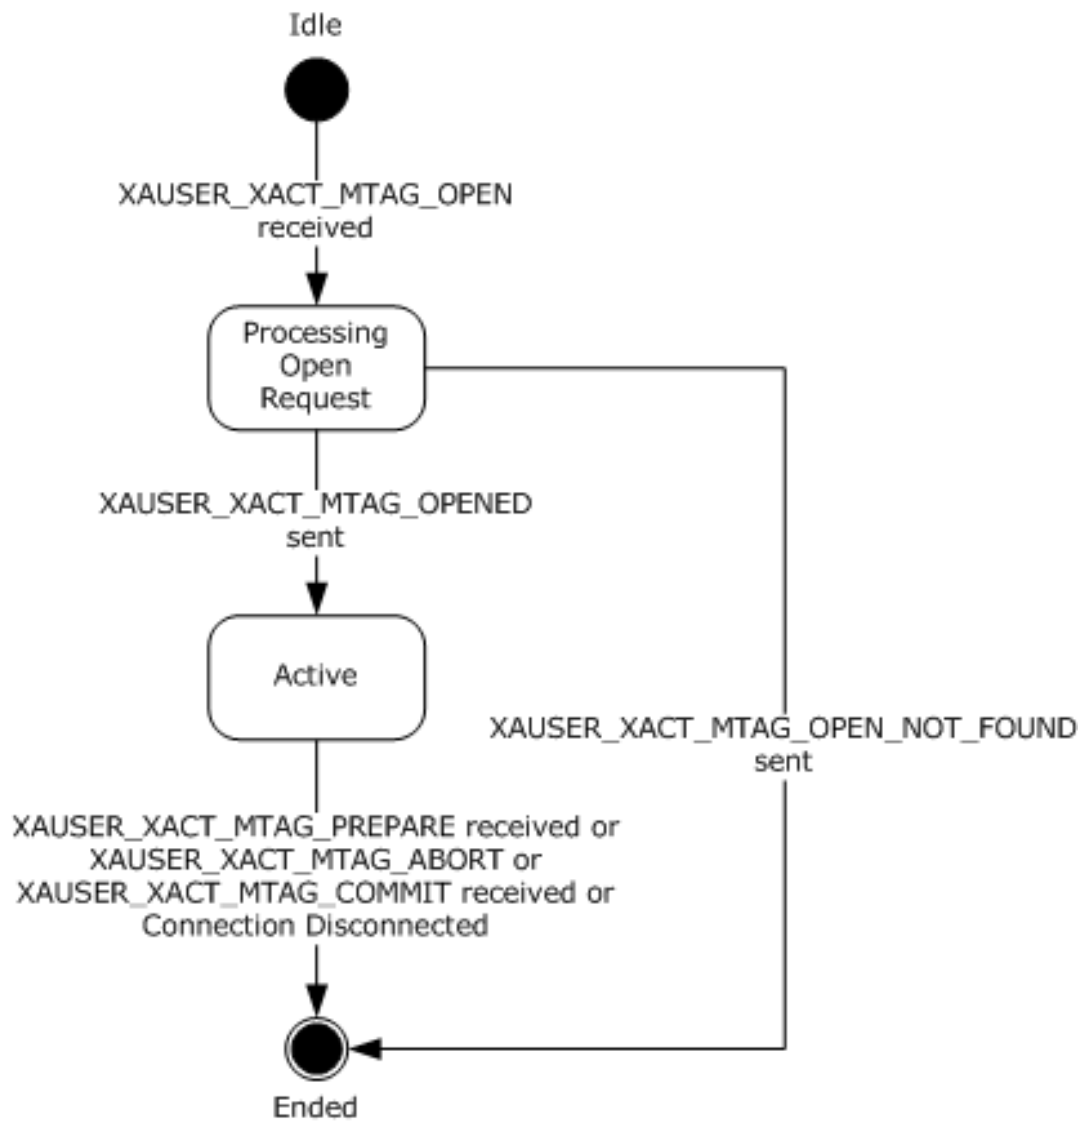 Idle
XAUSER_XACT_MTAG_OPEN
received
Processing
Open
Request
XAUSER_XACT_MTAG_OPENED
sent
Active
XAUSER_XACT_MTAG_OPEN_NOT_FOUND
sent
XAUSER_XACT_MTAG_PREPARE received or
XAUSER_XACT_MTAG_ABORT or
XAUSER_XACT_MTAG_COMMIT received or
Connection Disconnected
Ended